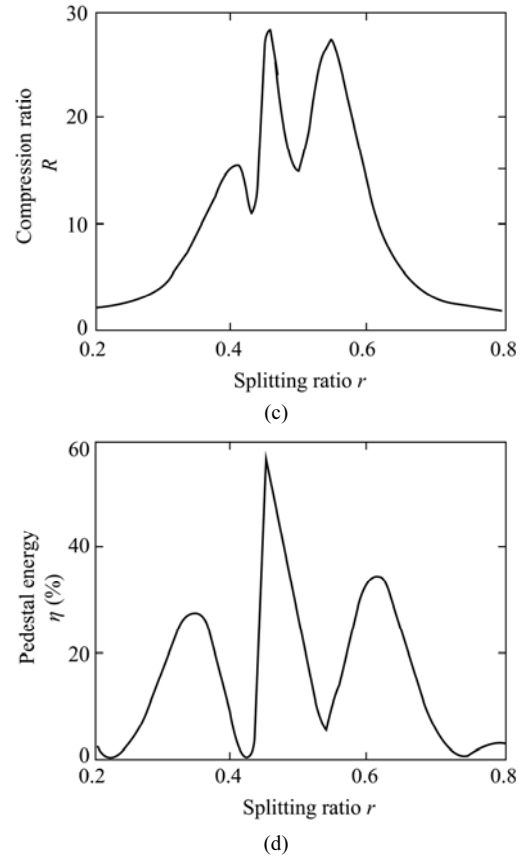 30
20
10
0
Compression ratio
R
0.2 0.4 0.6 0.8
Splitting ratio r
(c)
60
40
20
0
Pedestal energy
η (%)
0.2 0.4 0.6 0.8
Splitting ratio r
(d)